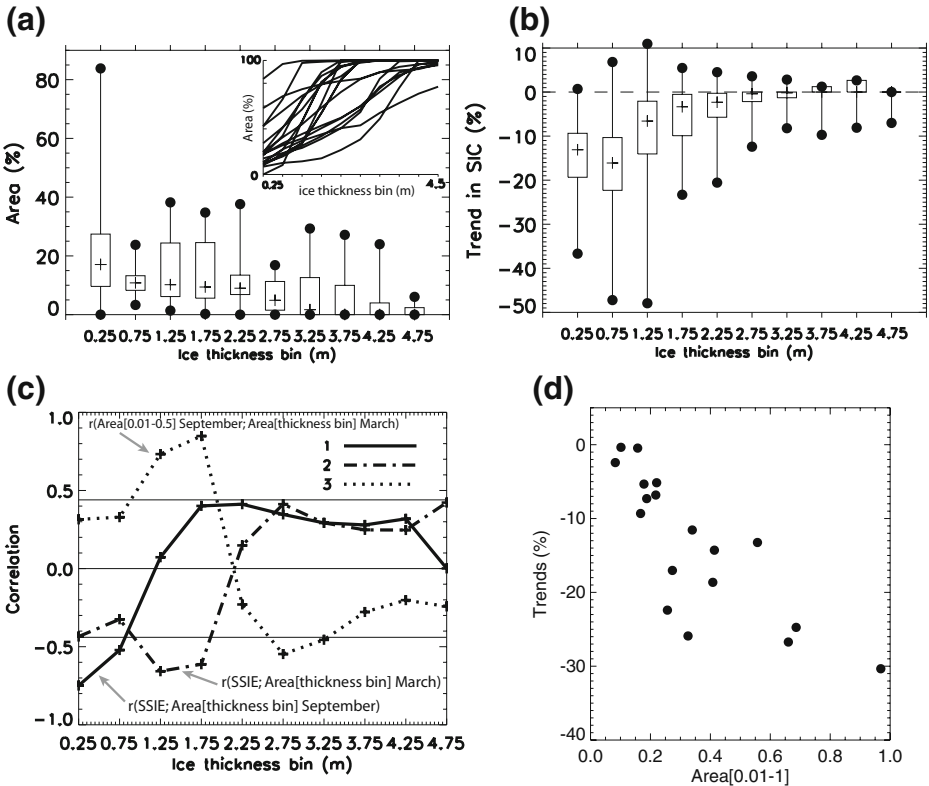 (a)
Area (%)
80
60
40
20
0
0.25 0.75 1.25 1.75 2.25 2.75 3.25 3.75 4.25 4.75
Ice thickness bin (m)
100
Area (%)
0
0.25
4.5
ice thickness bin (m)
(b)
Trend in SIC (%)
10
0
-10
-20
-30
-40
-50
0.25 0.75 1.25 1.75 2.25 2.75 3.25 3.75 4.25 4.75
Ice thickness bin (m)
(c)
Correlation
1.0
0.5
0.0
-0.5
-1.0
r(Area[0.01-0.5] September; Area[thickness bin] March)
1
2
3
r(SSIE; Area[thickness bin] March)
r(SSIE; Area[thickness bin] September)
0.25 0.75 1.25 1.75 2.25 2.75 3.25 3.75 4.25 4.75
Ice thickness bin (m)
(d)
Trends (%)
0
-10
-20
-30
-40
0.0 0.2 0.4 0.6 0.8 1.0
Area[0.01-1]